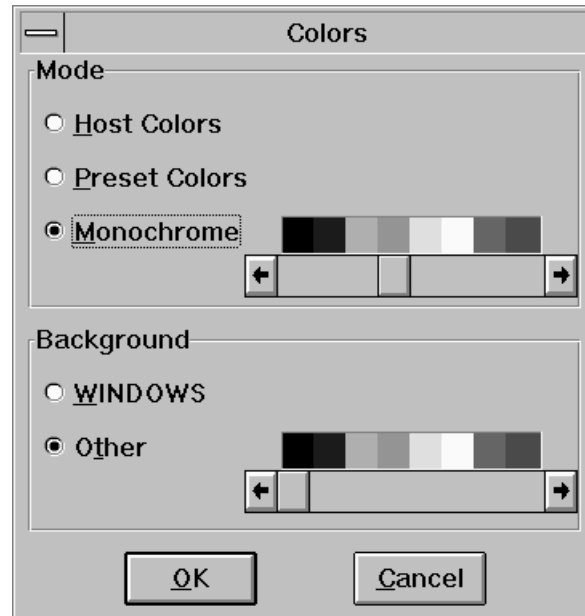 Colors
Mode
Host Colors
Preset Colors
Monochrome
Background
WINDOWS
Other
OK
Cancel